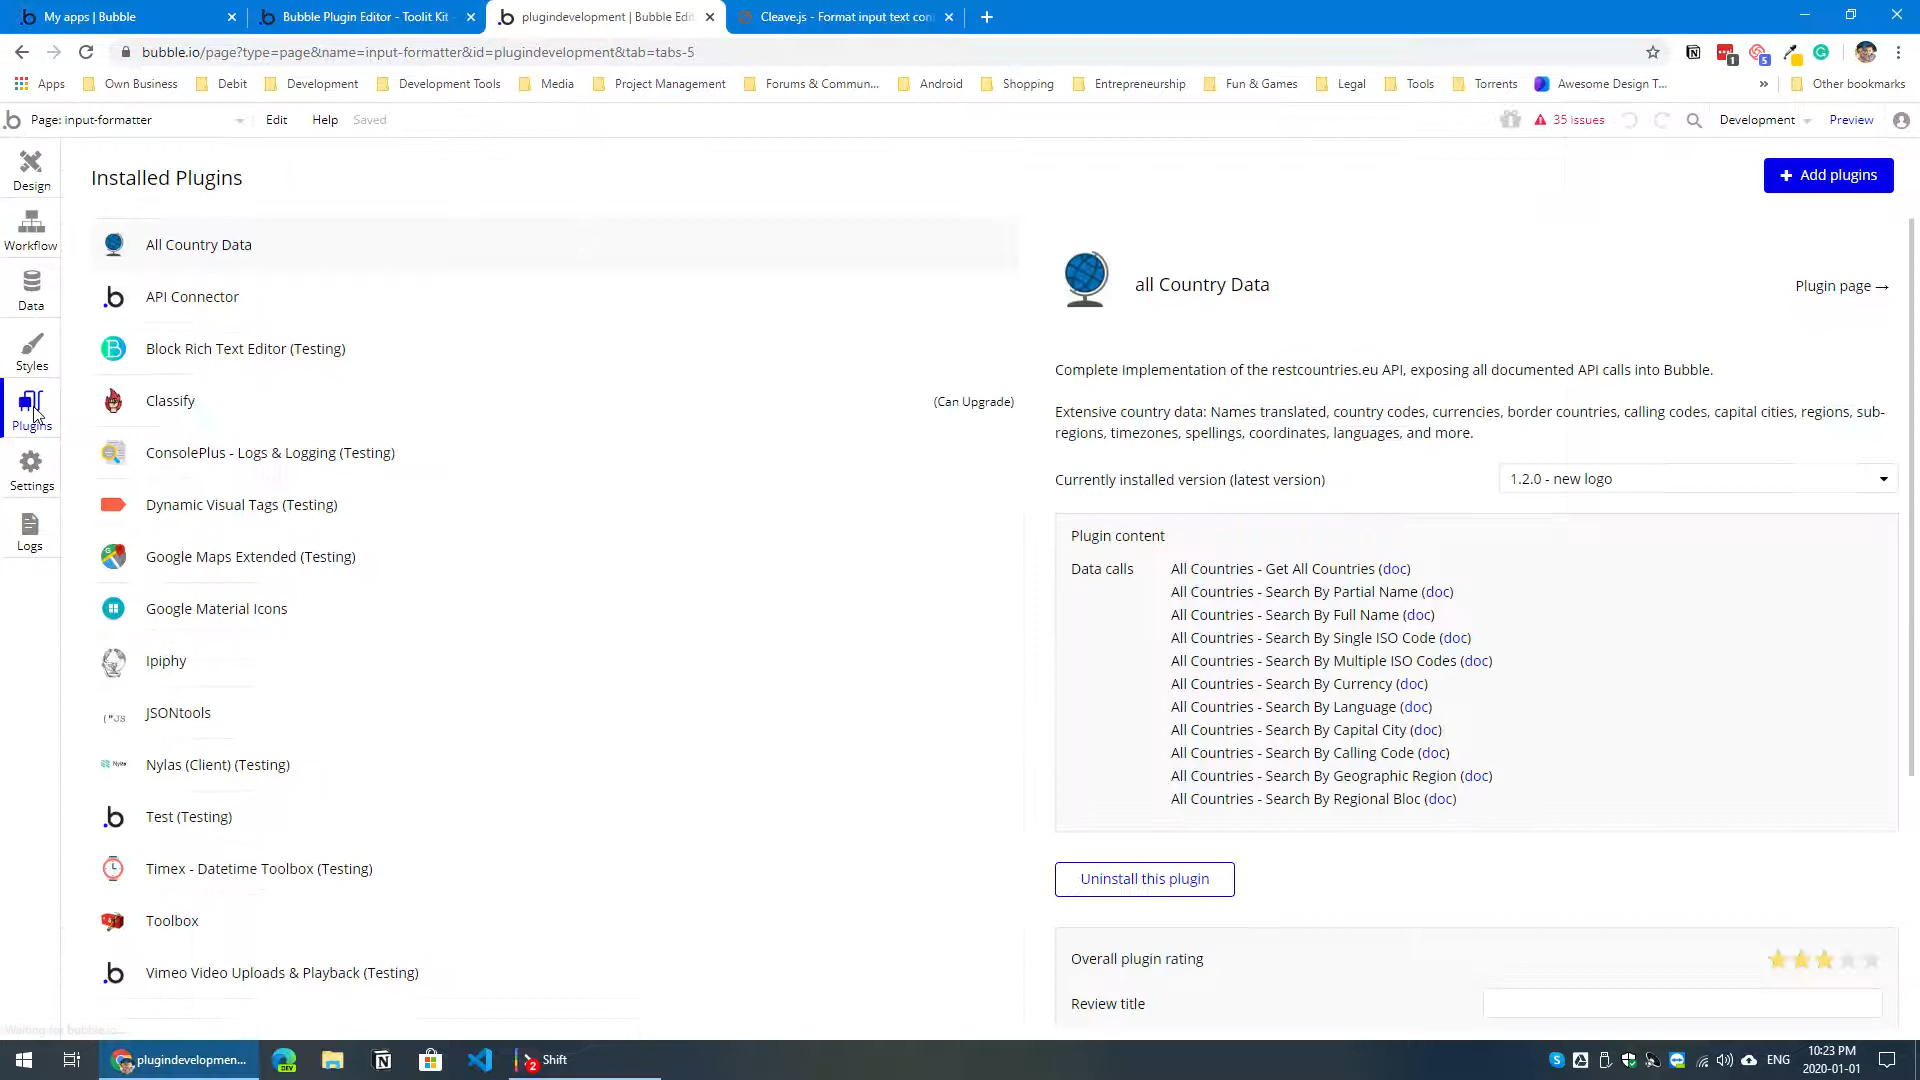 My apps | Bubble
Bubble Plugin Editor - Toolit Kit
plugindevelopment | Bubble Edi
Cleave.js - Format input text con
bubble.io/page?type=page&name=input-formatter&id=plugindevelopment&tab=tabs-5
1
5
Apps
Own Business
Debit
Development
Development Tools
Media
Project Management
Forums & Commun...
Android
Shopping
Entrepreneurship
Fun & Games
Legal
Tools
Torrents
Awesome Design T...
»
Other bookmarks
Page: input-formatter
Edit
Help
Saved
35 issues
Development
Preview
Design
Workflow
Data
Styles
Plugins
Settings
Logs
Installed Plugins
+ Add plugins
All Country Data
API Connector
Block Rich Text Editor (Testing)
Classify
(Can Upgrade)
ConsolePlus - Logs & Logging (Testing)
Dynamic Visual Tags (Testing)
Google Maps Extended (Testing)
Google Material Icons
Ipiphy
JSONtools
Nylas (Client) (Testing)
Test (Testing)
Timex - Datetime Toolbox (Testing)
Toolbox
Vimeo Video Uploads & Playback (Testing)
all Country Data
Plugin page →
Complete Implementation of the restcountries.eu API, exposing all documented API calls into Bubble.
Extensive country data: Names translated, country codes, currencies, border countries, calling codes, capital cities, regions, sub-
regions, timezones, spellings, coordinates, languages, and more.
Currently installed version (latest version)
1.2.0 - new logo
Plugin content
Data calls
All Countries - Get All Countries (doc)
All Countries - Search By Partial Name (doc)
All Countries - Search By Full Name (doc)
All Countries - Search By Single ISO Code (doc)
All Countries - Search By Multiple ISO Codes (doc)
All Countries - Search By Currency (doc)
All Countries - Search By Language (doc)
All Countries - Search By Capital City (doc)
All Countries - Search By Calling Code (doc)
All Countries - Search By Geographic Region (doc)
All Countries - Search By Regional Bloc (doc)
Uninstall this plugin
Overall plugin rating
Review title
Waiting for bubble.io...
plugindevelopmen...
DEV
2
Shift
ENG
10:23 PM
2020-01-01